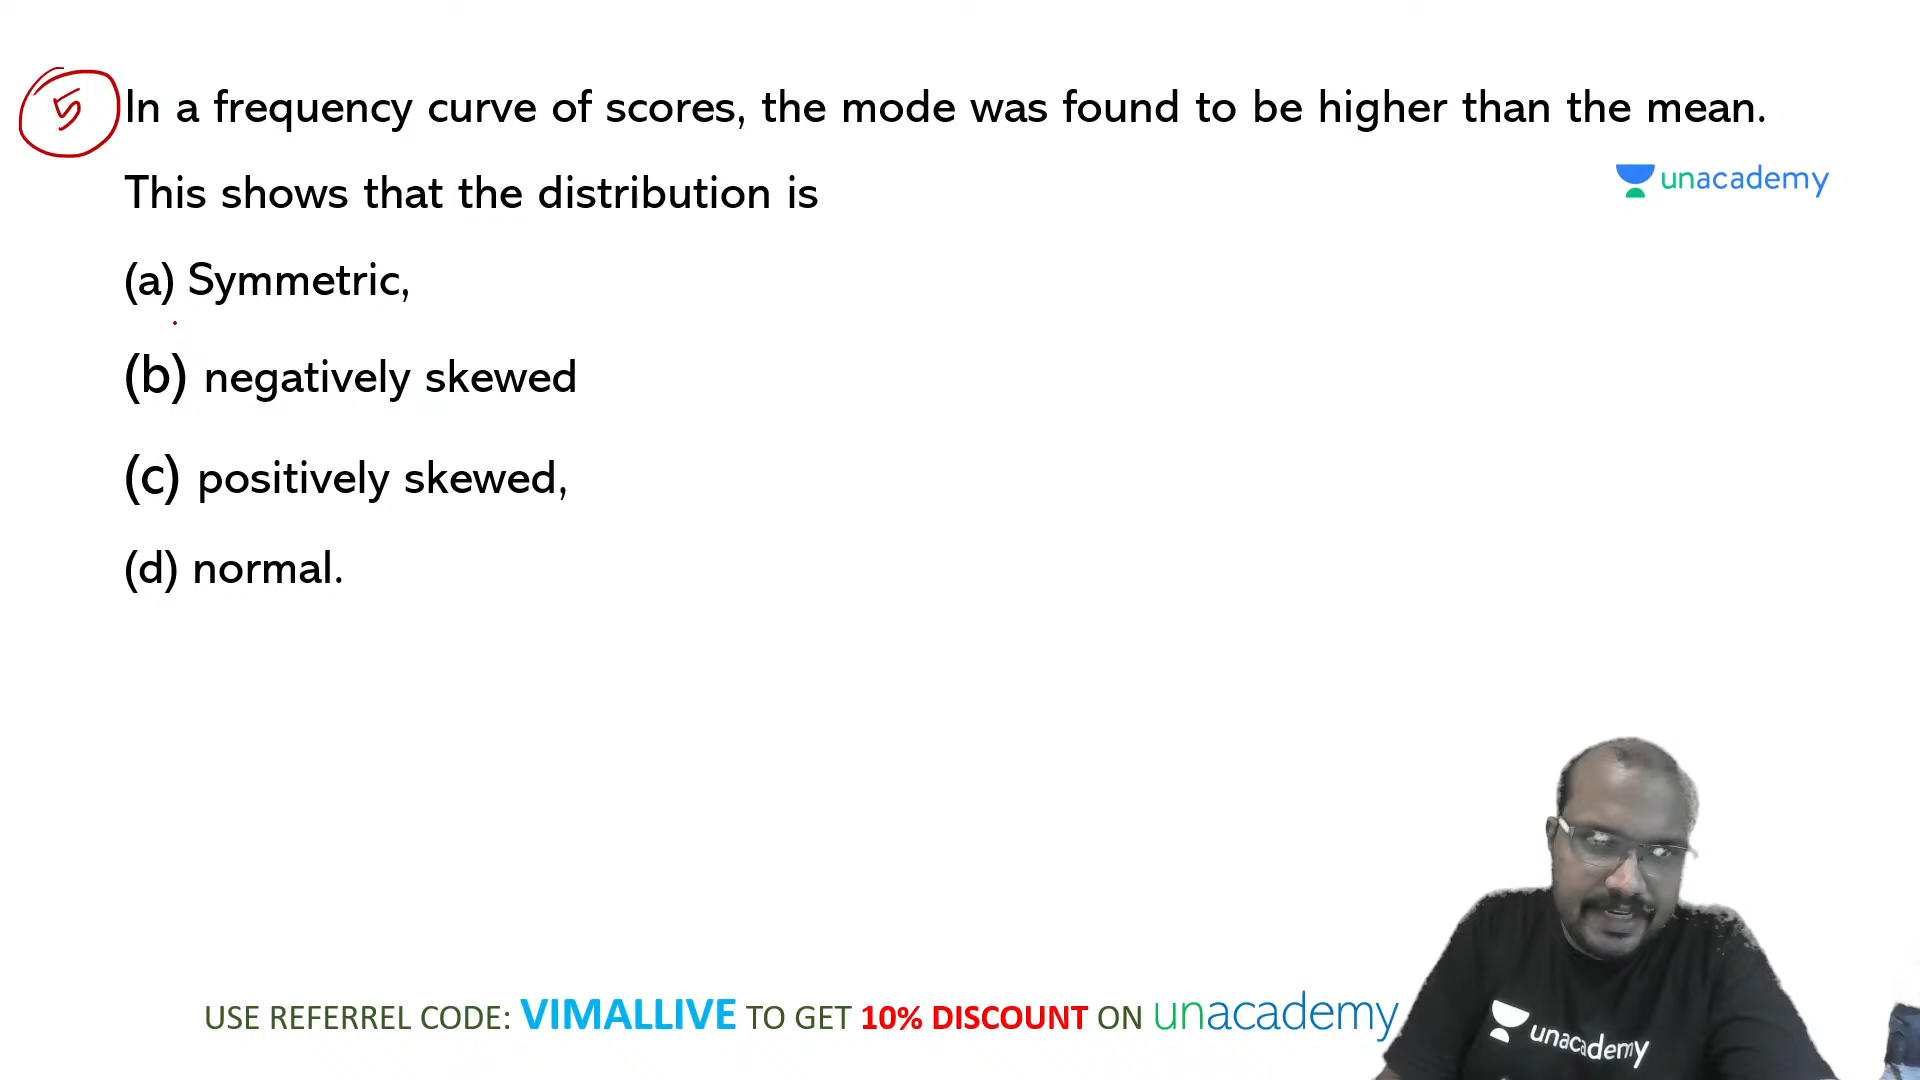 5 In a frequency curve of scores, the mode was found to be higher than the mean.
This shows that the distribution is
unacademy
(a) Symmetric,
(b) negatively skewed
(c) positively skewed,
(d) normal.
USE REFERREL CODE: VIMALLIVE TO GET 10% DISCOUNT ON unacademy
unacademy